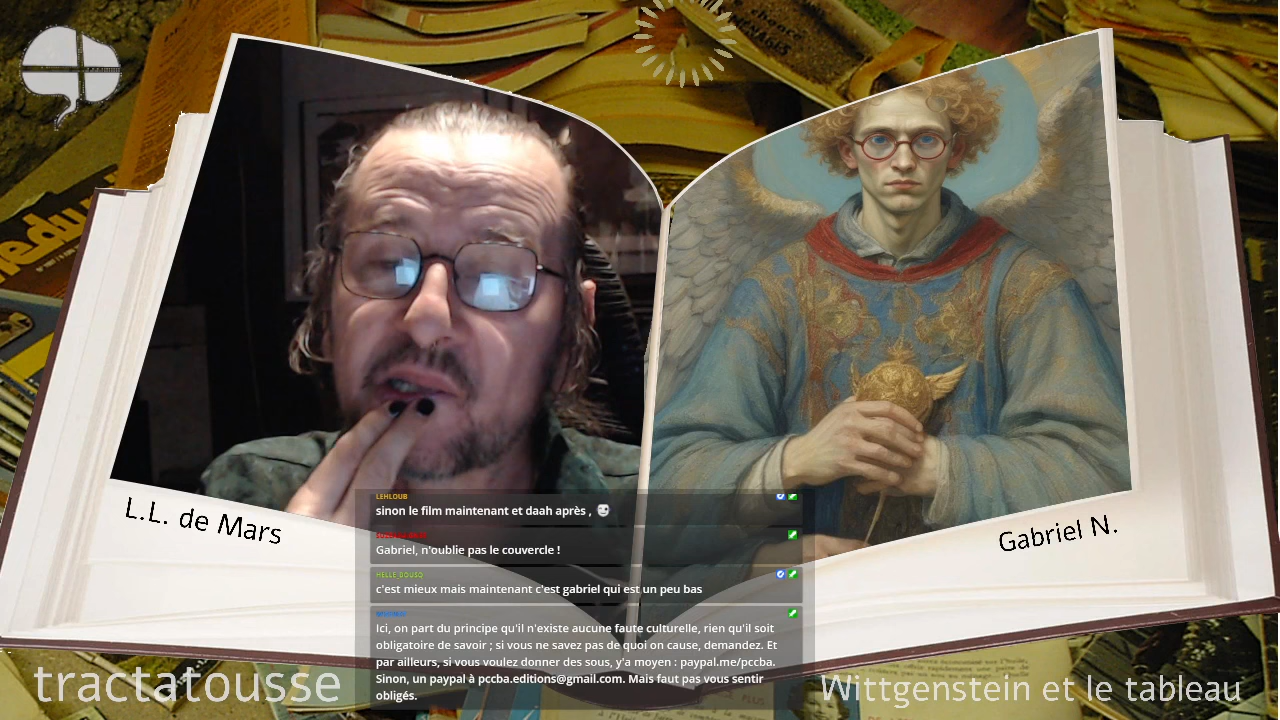 L.L. de Mars
Gabriel N.
LEHLOUB
sinon le film maintenant et daah après ,
Gabriel, n'oublie pas le couvercle !
HELLE-BOUSQ
c'est mieux mais maintenant c'est gabriel qui est un peu bas
Ici, on part du principe qu'il n'existe aucune faute culturelle, rien qu'il soit
obligatoire de savoir ; si vous ne savez pas de quoi on cause, demandez. Et
par ailleurs, si vous voulez donner des sous, y'a moyen : paypal.me/pccba.
Sinon, un paypal à pccba.editions@gmail.com. Mais faut pas vous sentir
obligés.
tractatousse
Wittgenstein et le tableau